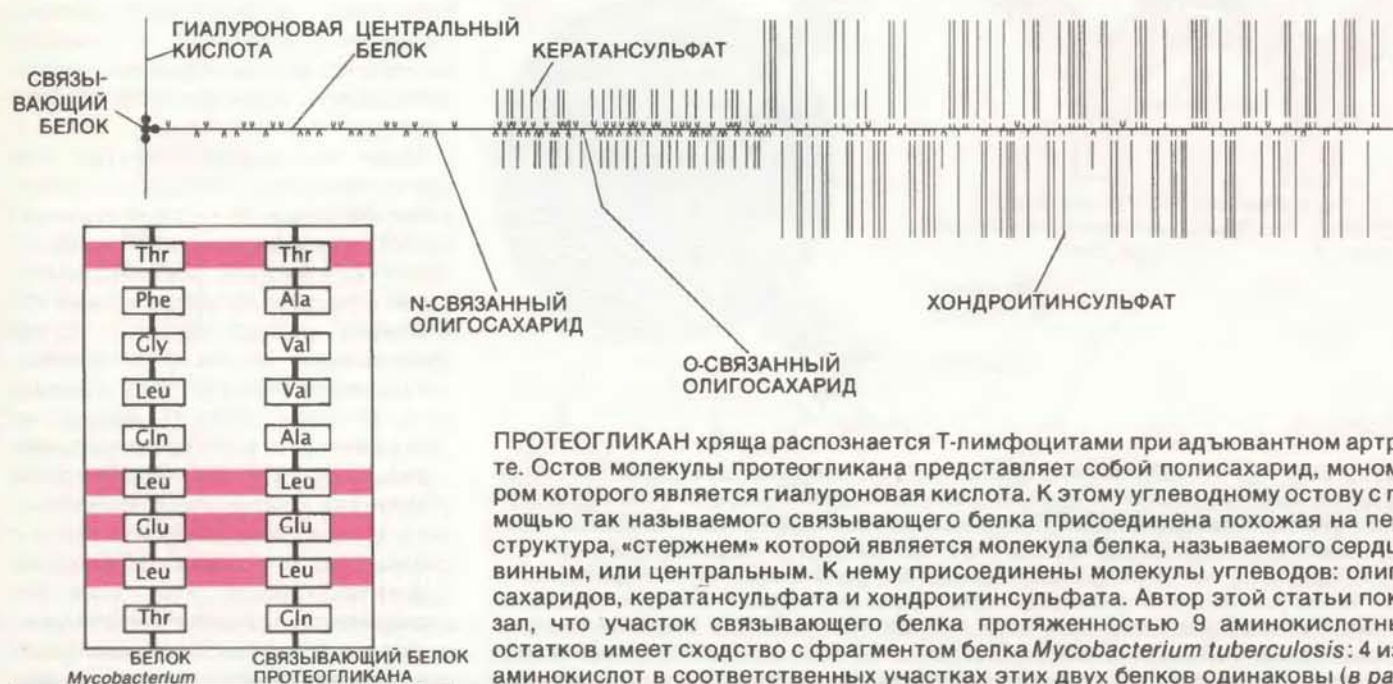 ГИАЛУРОНОВАЯ
КИСЛОТА
ЦЕНТРАЛЬНЫЙ
БЕЛОК
КЕРАТАНСУЛЬФАТ
СВЯЗЫ-
ВАЮЩИЙ
БЕЛОК
N-СВЯЗАННЫЙ
ОЛИГОСАХАРИД
О-СВЯЗАННЫЙ
ОЛИГОСАХАРИД
ХОНДРОИТИНСУЛЬФАТ
Thr Thr
Phe Ala
Gly Val
Leu Val
Gln Ala
Leu Leu
Glu Glu
Leu Leu
Thr Gln
БЕЛОК
Mycobacterium
СВЯЗЫВАЮЩИЙ БЕЛОК
ПРОТЕОГЛИКАНА
ПРОТЕОГЛИКАН хряща распознается Т-лимфоцитами при адъювантном артр
те. Остов молекулы протеогликана представляет собой полисахарид, моном
ром которого является гиалуроновая кислота. К этому углеводному остову с п
мощью так называемого связывающего белка присоединена похожая на пе
структура, «стержнем» которой является молекула белка, называемого сердц
винным, или центральным. К нему присоединены молекулы углеводов: олиг
сахаридов, кератансульфата и хондроитинсульфата. Автор этой статьи пок
зал, что участок связывающего белка протяженностью 9 аминокислотны
остатков имеет сходство с фрагментом белка Mycobacterium tuberculosis: 4 из
аминокислот в соответственных участках этих двух белков одинаковы (в ра